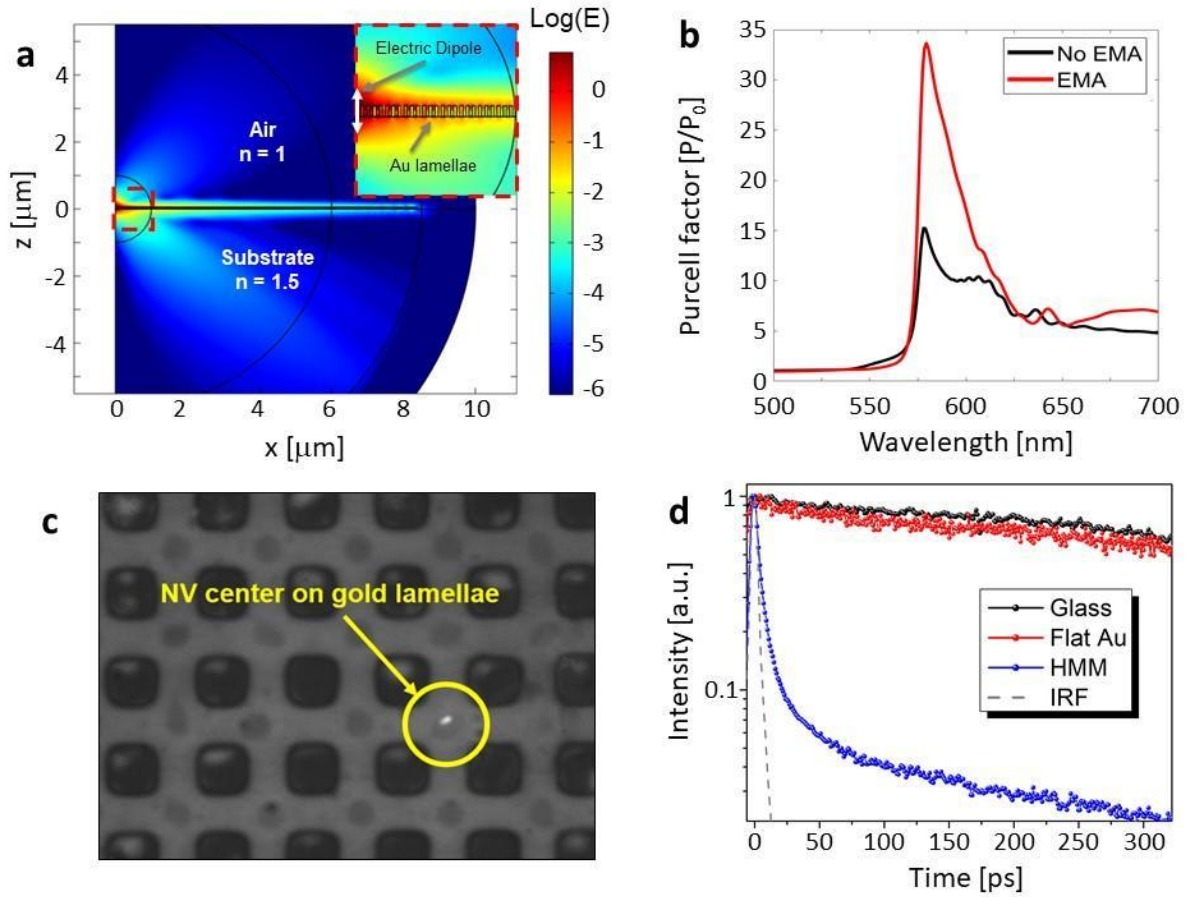 a
Log(E)
Electric Dipole
Au lamellae
Air
n = 1
Substrate
n = 1.5
4
2
0
-2
-4
z [μm]
0 2 4 6 8 10
x [μm]
0
-1
-2
-3
-4
-5
-6
b
No EMA
EMA
35
30
25
20
15
10
5
0
Purcell factor [P/P0]
500 550 600 650 700
Wavelength [nm]
c
NV center on gold lamellae
d
1
0.1
Intensity [a.u.]
Glass
Flat Au
HMM
IRF
0 50 100 150 200 250 300
Time [ps]